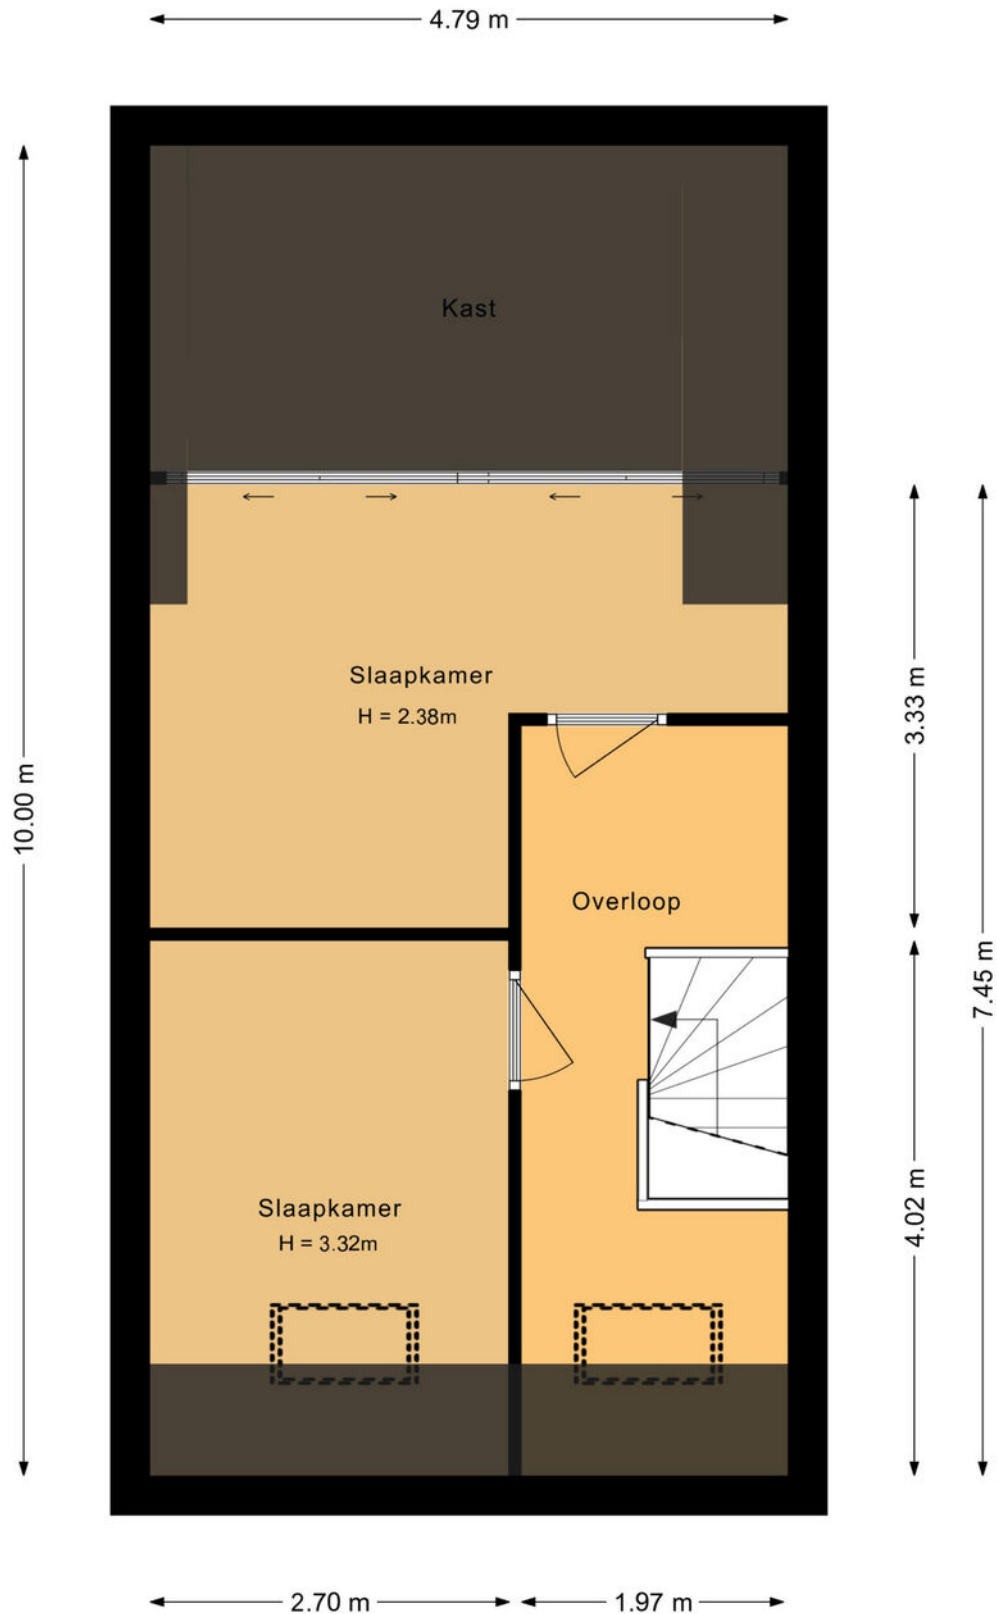 4.79 m
Kast
Slaapkamer
H = 2.38m
3.33 m
10.00 m
Overloop
7.45 m
Slaapkamer
H = 3.32m
4.02 m
2.70 m
1.97 m